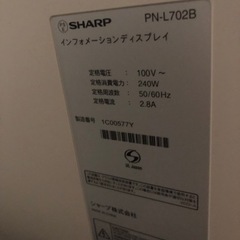 SHARP PN-L702B
インフォメーションディスプレイ
定格電圧 : 100V～
定格消費電力 : 240W
定格周波数 : 50/60Hz
定格電流 : 2.8A
製造番号 : 1C00577Y
シャープ株式会社